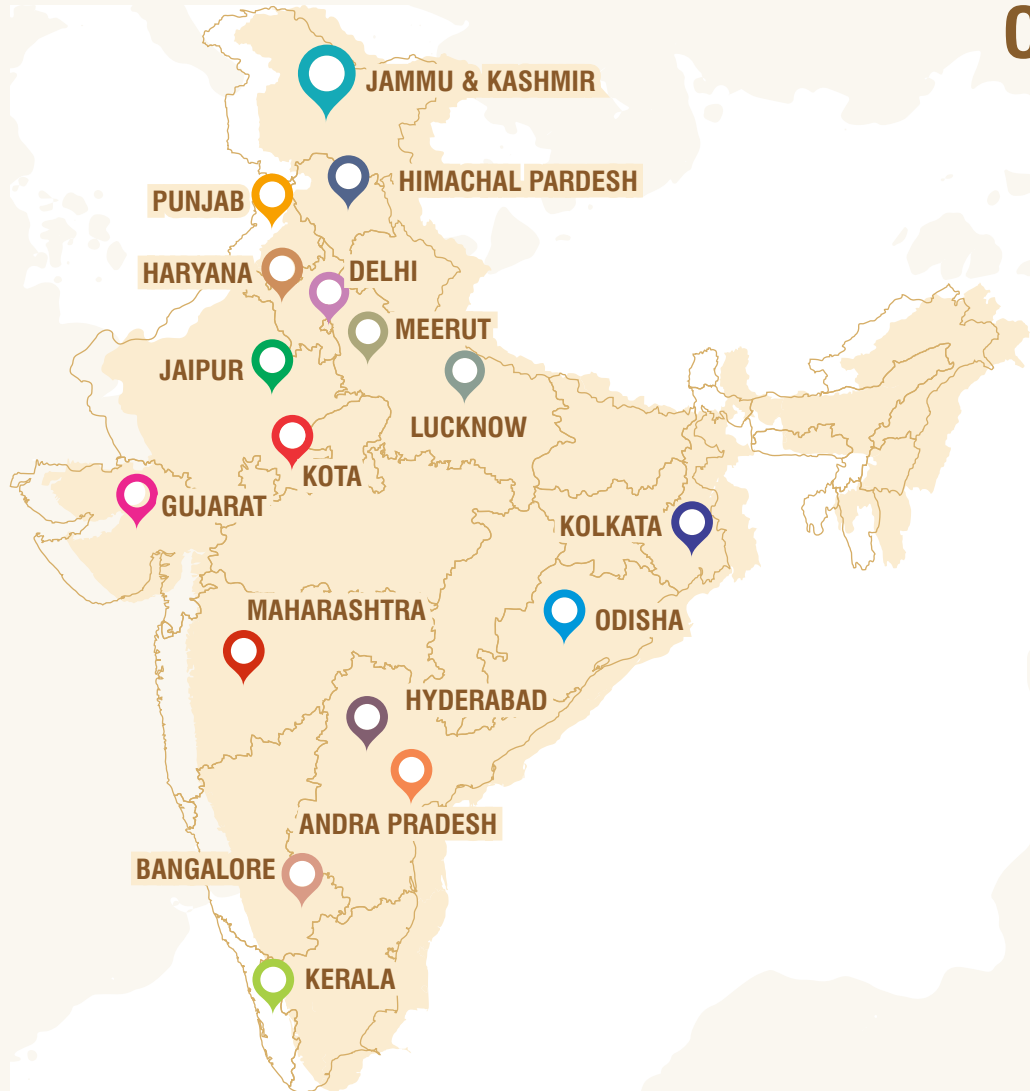 JAMMU & KASHMIR
HIMACHAL PARDESH
PUNJAB
HARYANA
DELHI
MEERUT
JAIPUR
LUCKNOW
KOTA
GUJARAT
KOLKATA
MAHARASHTRA
ODISHA
HYDERABAD
ANDRA PRADESH
BANGALORE
KERALA